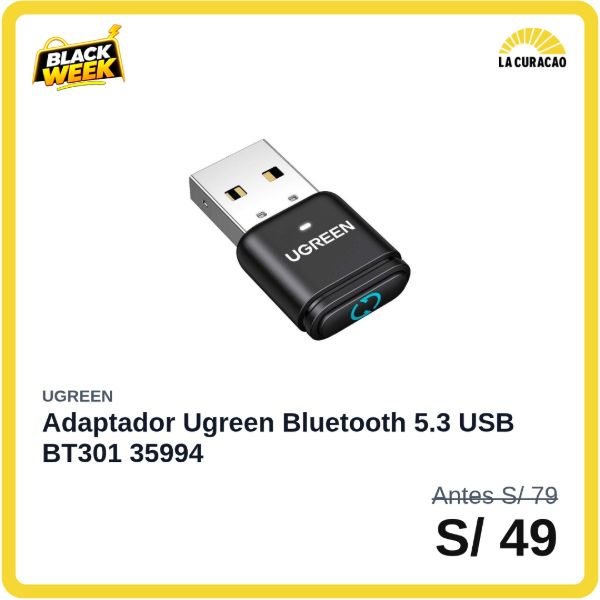 BLACK
WEEK
LA CURACAO
UGREEN
UGREEN
Adaptador Ugreen Bluetooth 5.3 USB
BT301 35994
Antes S/ 79
S/ 49